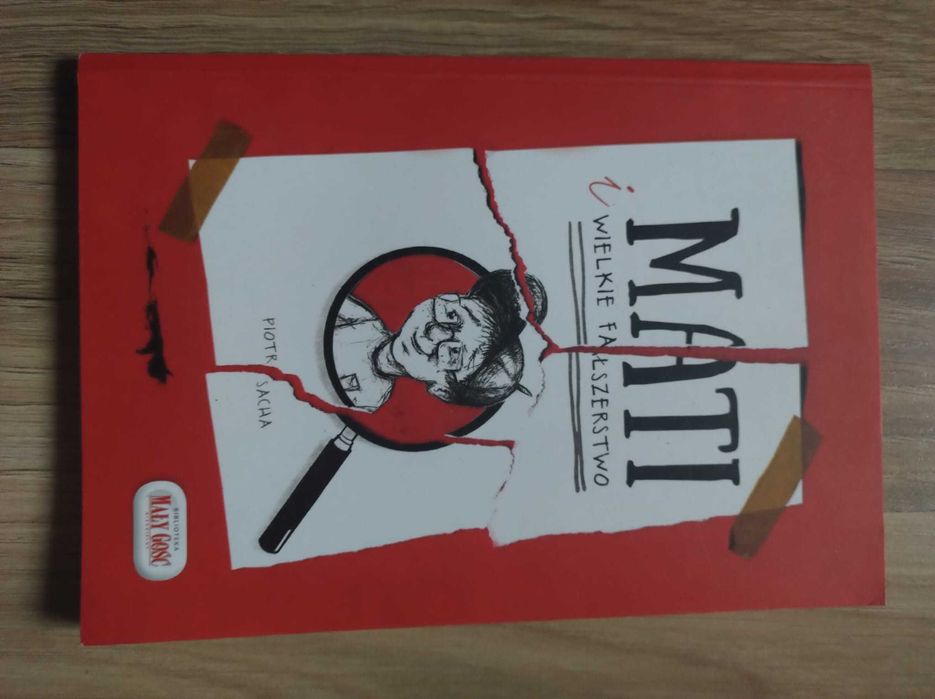 MATI
i WIELKIE FAŁSZERSTWO
PIOTR SACHA
BIBLIOTEKA
MAŁY GOŚĆ